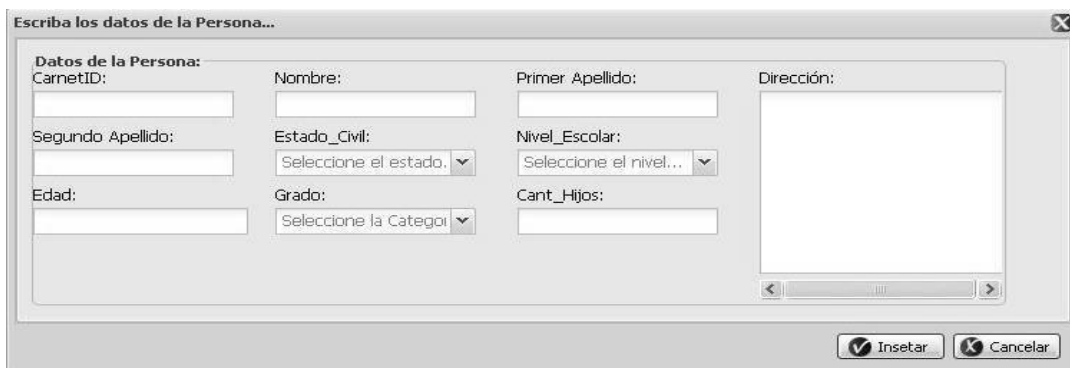 Escriba los datos de la Persona...
Datos de la Persona:
CarnetID: Nombre: Primer Apellido: Dirección:
Segundo Apellido: Estado_Civil: Nivel_Escolar:
Seleccione el estado. Seleccione el nivel...
Edad: Grado: Cant_Hijos:
Seleccione la Categor
Insetar Cancelar